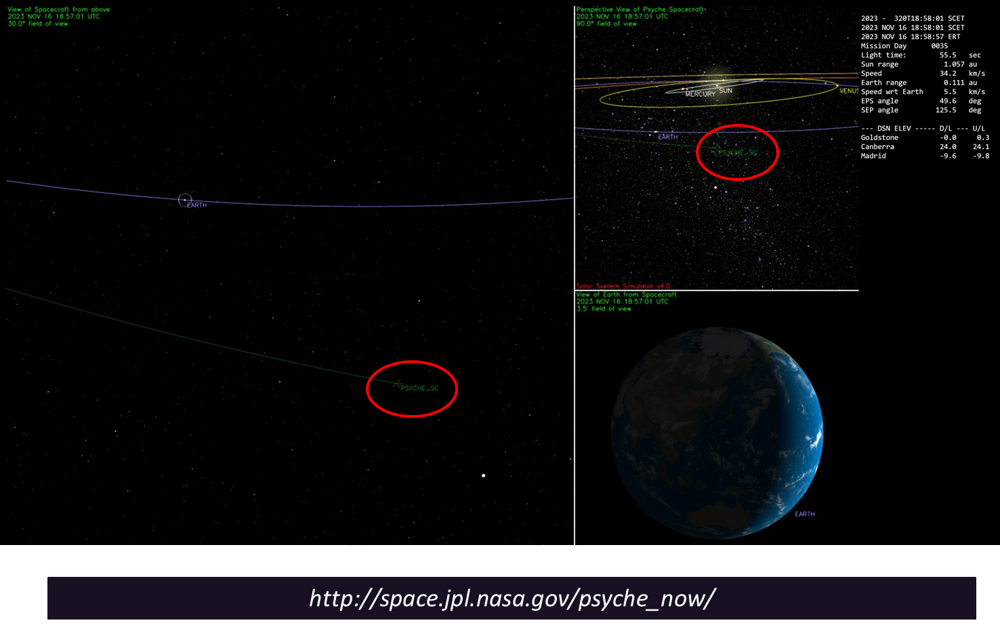 View of Spacecraft from above
2023 NOV 16 18:57:01 UTC
30.0° field of view
EARTH
PSYCHE_SC
Perspective View of Psyche Spacecraft
2023 NOV 16 18:57:01 UTC
90.0° field of view
MERCURY
SUN
VENUS
EARTH
PSYCHE_SC
Solar System Simulator v4.0
View of Earth from Spacecraft
2023 NOV 16 18:57:01 UTC
3.5' field of view
EARTH
2023 - 320T18:58:01 SCET
2023 NOV 16 18:58:01 SCET
2023 NOV 16 18:58:57 ERT
Mission Day 0035
Light time: 55.5 sec
Sun range 1.057 au
Speed 34.2 km/s
Earth range 0.111 au
Speed wrt Earth 5.5 km/s
EPS angle 49.6 deg
SEP angle 125.5 deg
--- DSN ELEV ----- D/L --- U/L
Goldstone -0.0 0.3
Canberra 24.0 24.1
Madrid -9.6 -9.8
http://space.jpl.nasa.gov/psyche_now/